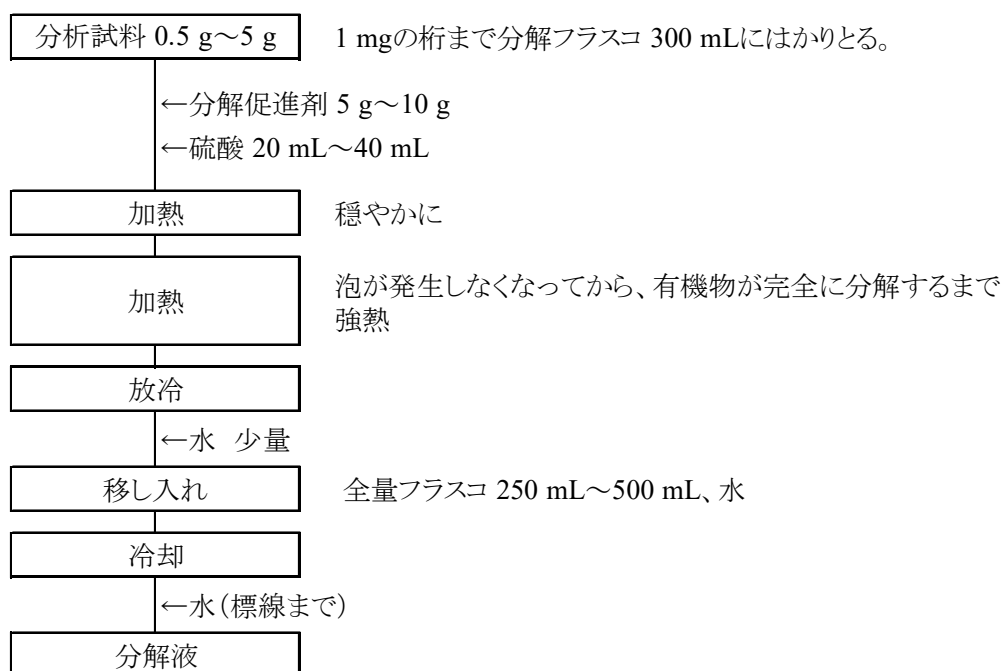 分析試料 0.5 g～5 g
1 mgの桁まで分解フラスコ 300 mLにはかりとる。
←分解促進剤 5 g～10 g
←硫酸 20 mL～40 mL
加熱
穏やかに
加熱
泡が発生しなくなってから、有機物が完全に分解するまで
強熱
放冷
←水 少量
移し入れ
全量フラスコ 250 mL～500 mL、水
冷却
←水(標線まで)
分解液